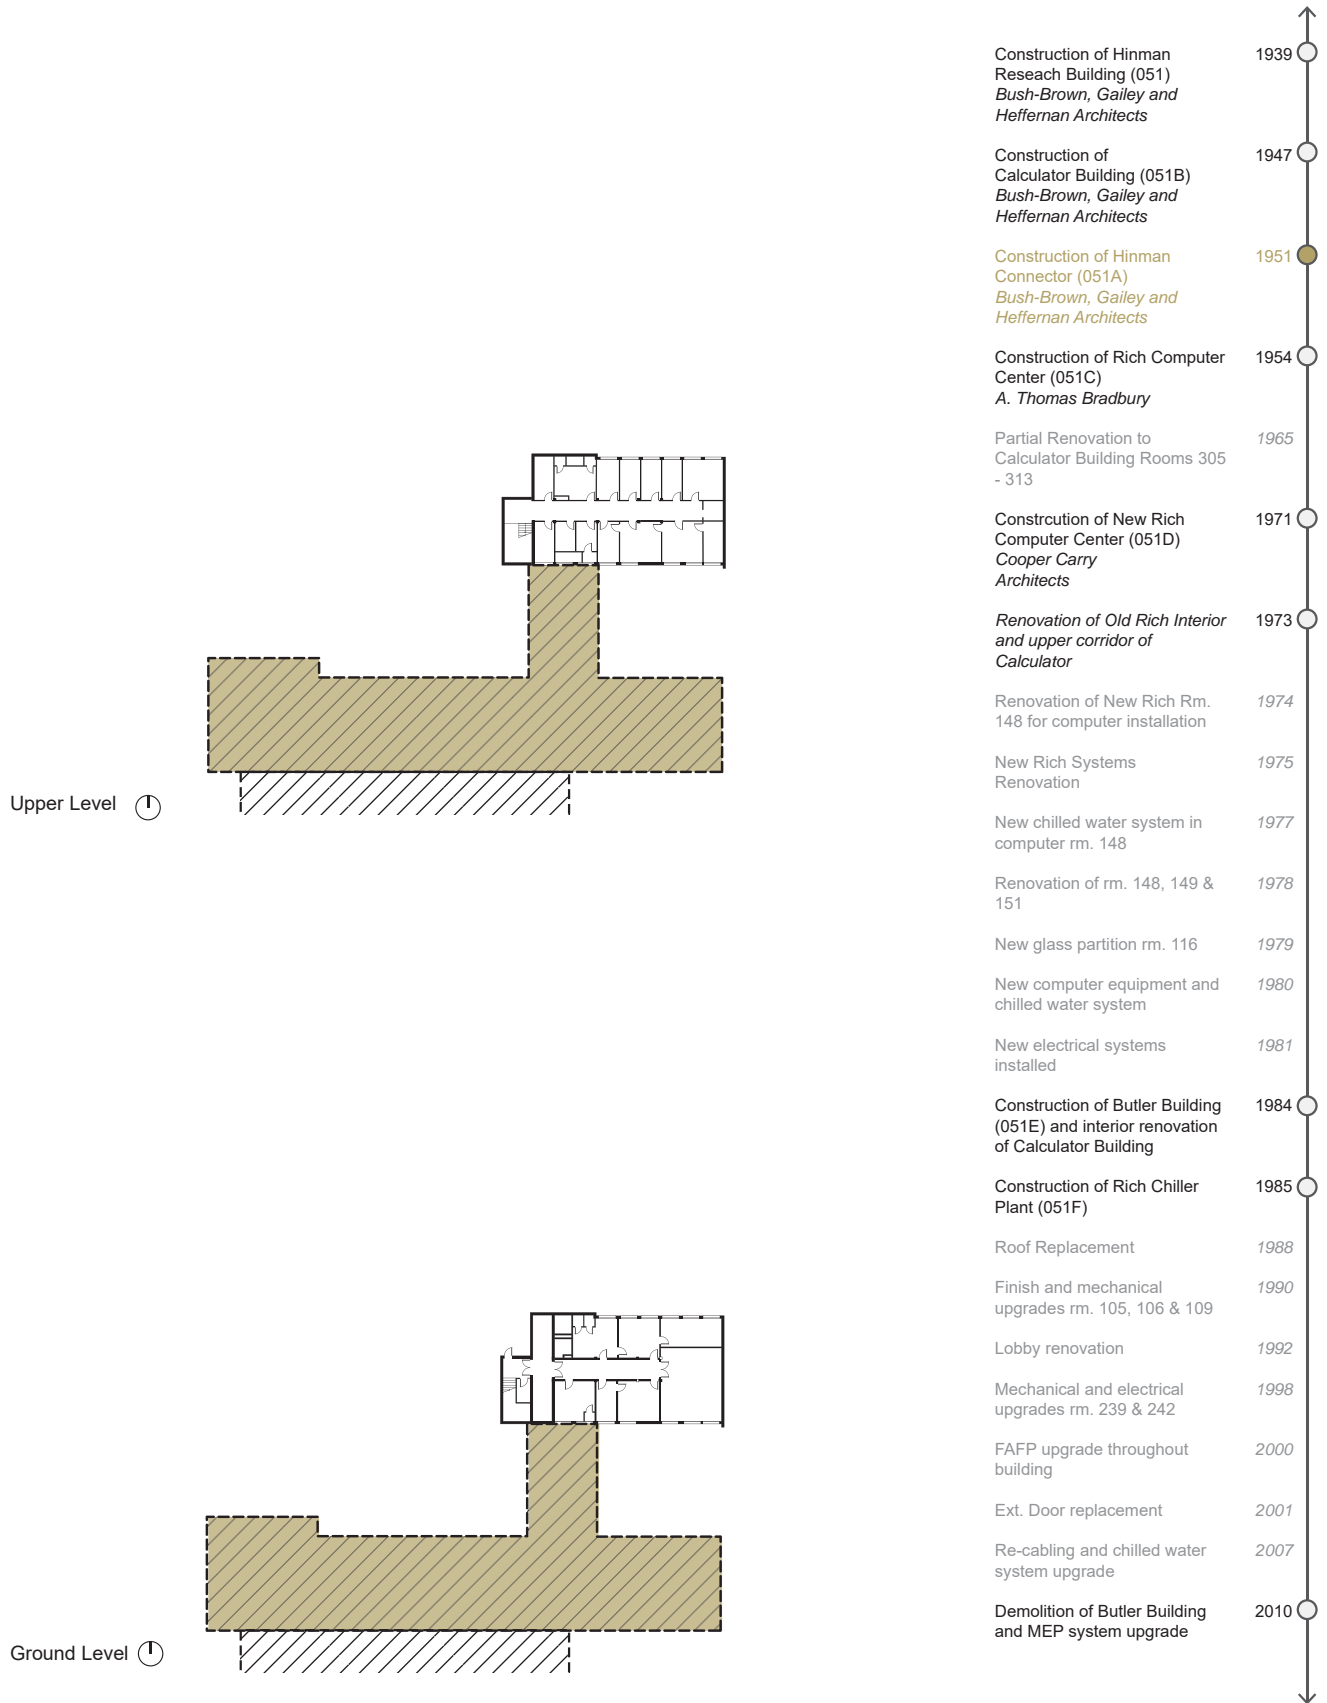 Construction of Hinman 1939
Reseach Building (051)
Bush-Brown, Gailey and
Heffernan Architects
Construction of 1947
Calculator Building (051B)
Bush-Brown, Gailey and
Heffernan Architects
Construction of Hinman 1951
Connector (051A)
Bush-Brown, Gailey and
Heffernan Architects
Construction of Rich Computer 1954
Center (051C)
A. Thomas Bradbury
Partial Renovation to 1965
Calculator Building Rooms 305
- 313
Constrcution of New Rich 1971
Computer Center (051D)
Cooper Carry
Architects
Renovation of Old Rich Interior 1973
and upper corridor of
Calculator
Renovation of New Rich Rm. 1974
148 for computer installation
New Rich Systems 1975
Renovation
Upper Level
New chilled water system in 1977
computer rm. 148
Renovation of rm. 148, 149 & 1978
151
New glass partition rm. 116 1979
New computer equipment and 1980
chilled water system
New electrical systems 1981
installed
Construction of Butler Building 1984
(051E) and interior renovation
of Calculator Building
Construction of Rich Chiller 1985
Plant (051F)
Roof Replacement 1988
Finish and mechanical 1990
upgrades rm. 105, 106 & 109
Lobby renovation 1992
Mechanical and electrical 1998
upgrades rm. 239 & 242
FAFP upgrade throughout 2000
building
Ext. Door replacement 2001
Re-cabling and chilled water 2007
system upgrade
Demolition of Butler Building 2010
and MEP system upgrade
Ground Level